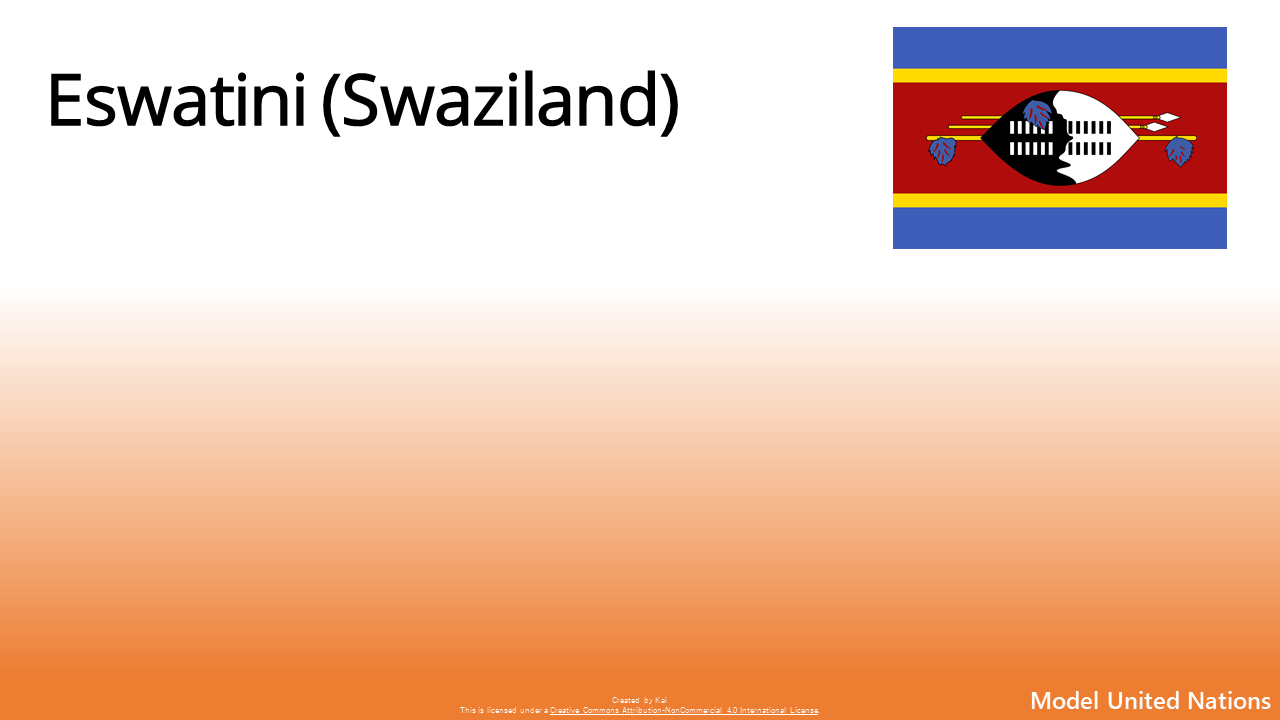 Eswatini (Swaziland)
Created by Kai
This is licensed under a Creative Commons Attribution-NonCommercial 4.0 International License.
Model United Nations